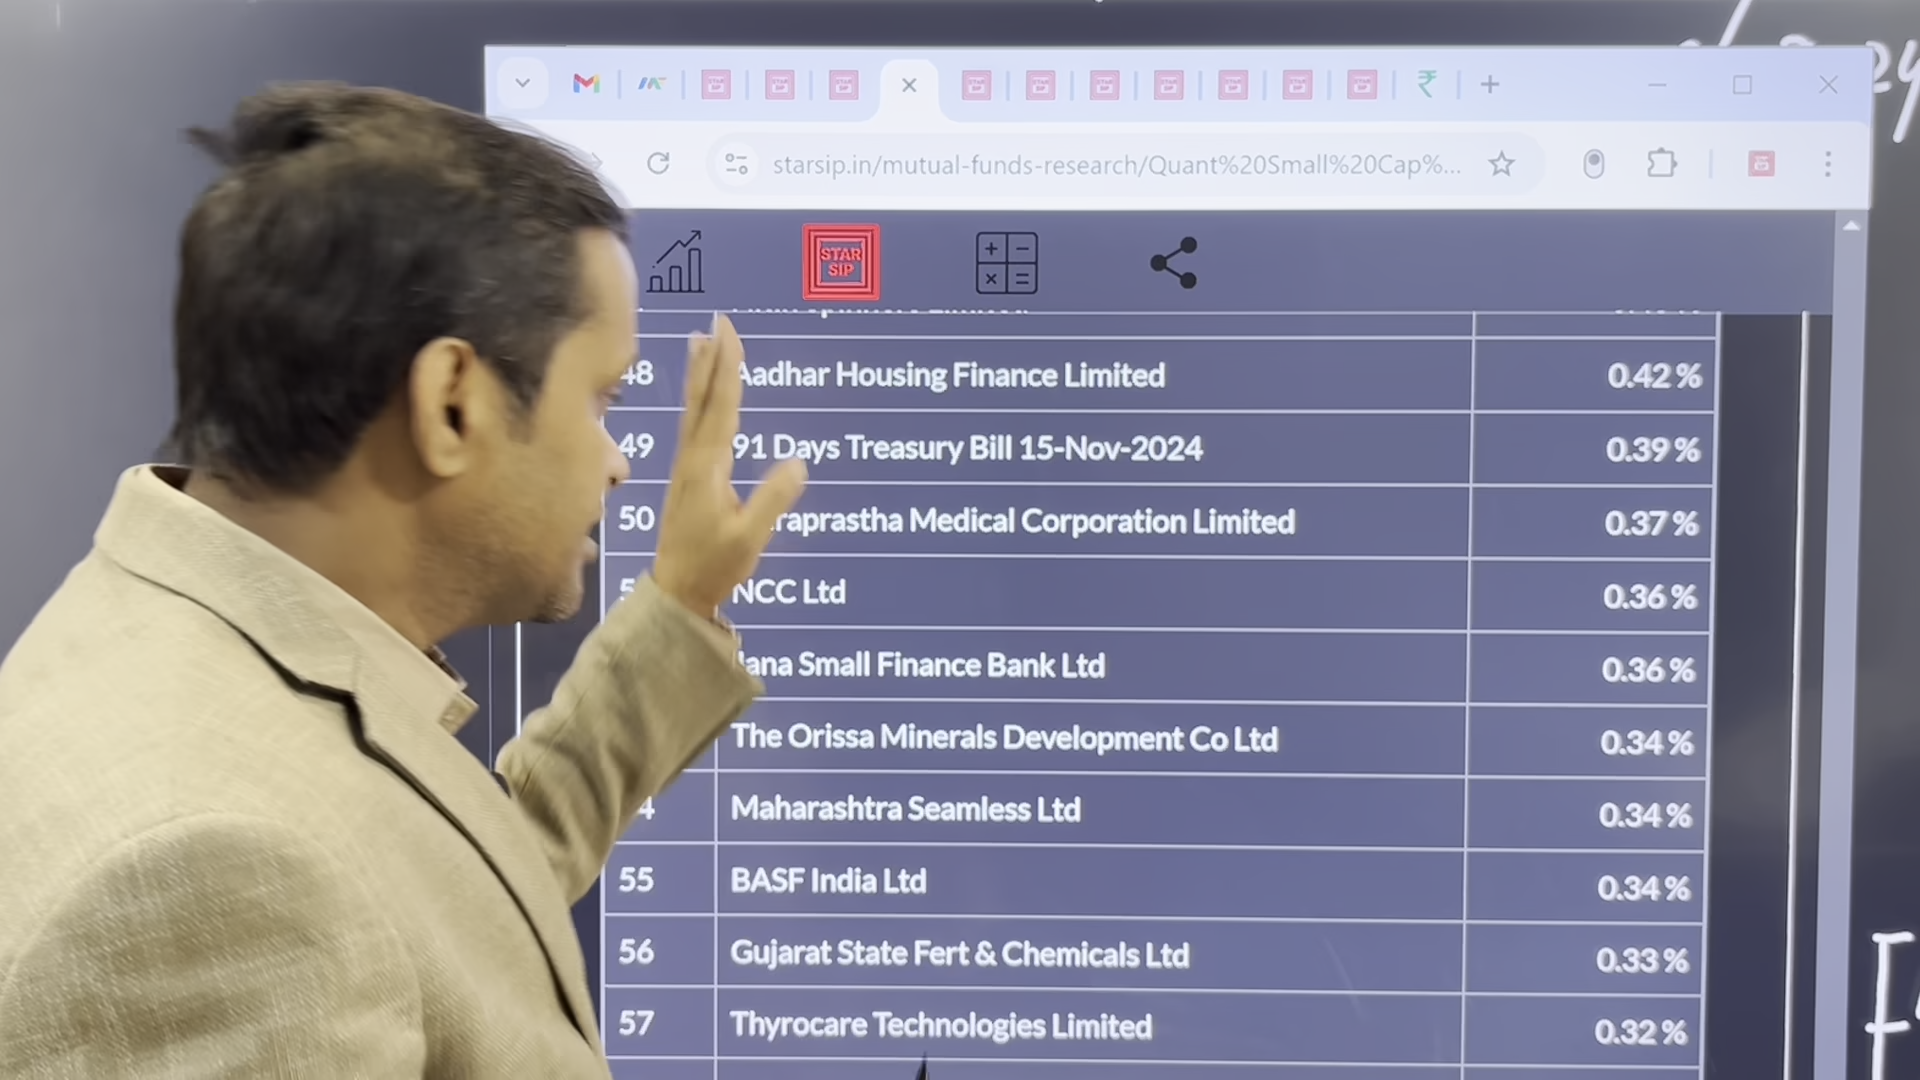 starsip.in/mutual-funds-research/Quant%20Small%20Cap%...
STAR
SIP
48 Aadhar Housing Finance Limited 0.42 %
49 91 Days Treasury Bill 15-Nov-2024 0.39 %
50 Medical Corporation Limited 0.37 %
NCC Ltd 0.36 %
Small Finance Bank Ltd 0.36 %
The Orissa Minerals Development Co Ltd 0.34 %
Maharashtra Seamless Ltd 0.34 %
55 BASF India Ltd 0.34 %
56 Gujarat State Fert & Chemicals Ltd 0.33 %
57 Thyrocare Technologies Limited 0.32 %